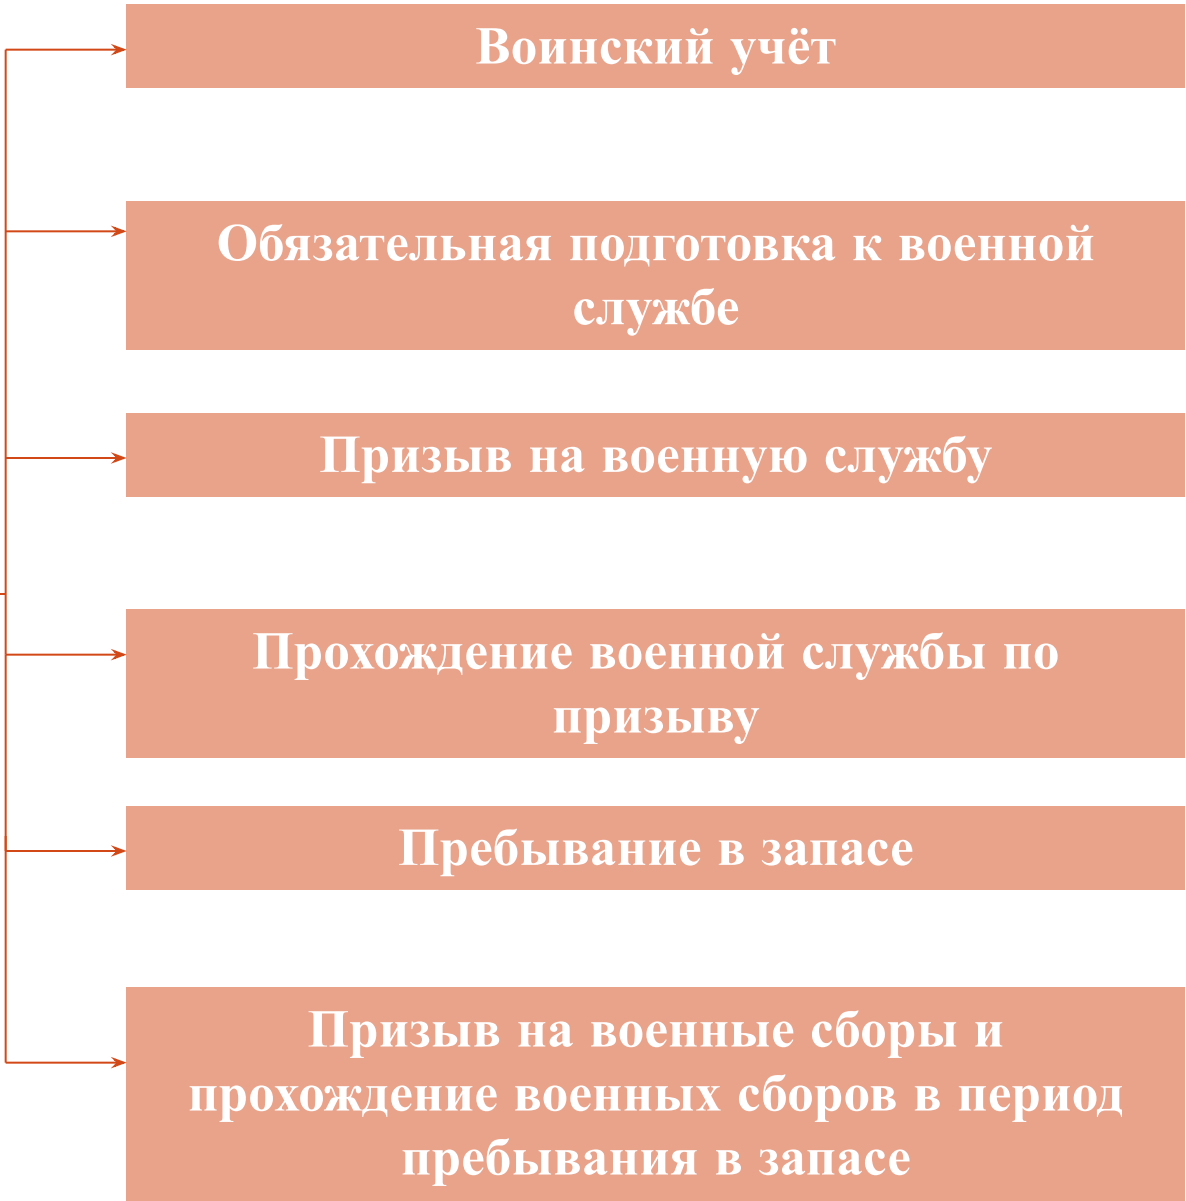 Воинский учёт
Обязательная подготовка к военной
службе
Призыв на военную службу
Прохождение военной службы по
призыву
Пребывание в запасе
Призыв на военные сборы и
прохождение военных сборов в период
пребывания в запасе